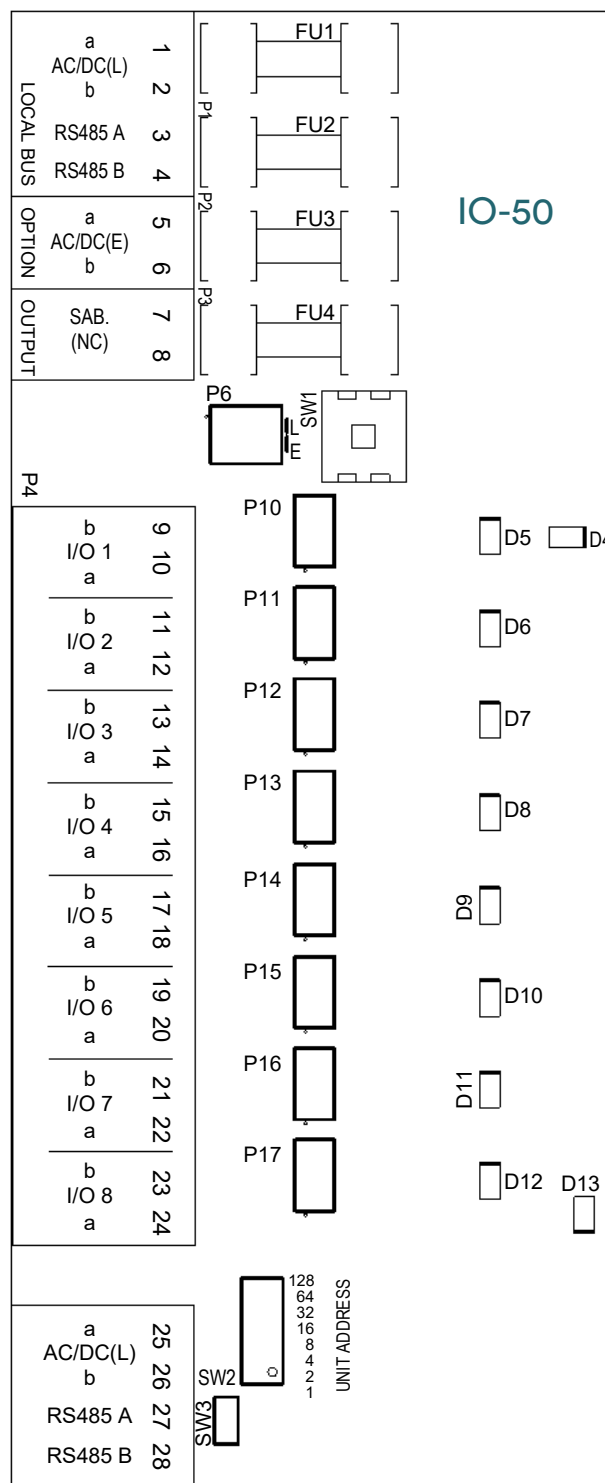 a 1
AC/DC(L)
b 2
RS485 A 3
RS485 B 4
LOCAL BUS
a 5
AC/DC(E)
b 6
OPTION
SAB. 7
(NC) 8
OUTPUT
FU1
P1
FU2
P2
FU3
P3
FU4
IO-50
P6
L
E
SW1
P4
b 9
I/O 1
a 10
b 11
I/O 2
a 12
b 13
I/O 3
a 14
b 15
I/O 4
a 16
b 17
I/O 5
a 18
b 19
I/O 6
a 20
b 21
I/O 7
a 22
b 23
I/O 8
a 24
P10
P11
P12
P13
P14
P15
P16
P17
D5
D4
D6
D7
D8
D9
D10
D11
D12
D13
a 25
AC/DC(L)
b 26
RS485 A 27
RS485 B 28
SW2
SW3
128
64
32
16
8
4
2
1
UNIT ADDRESS